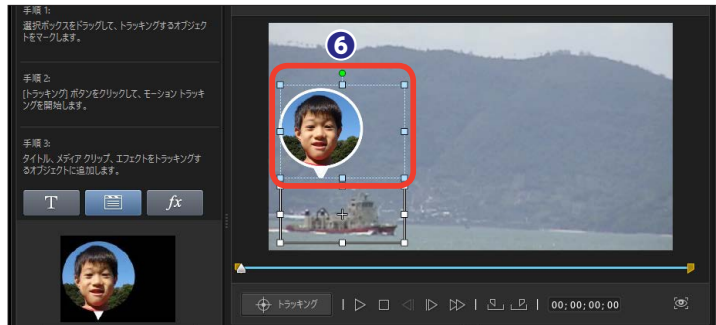 手順 1:
選択ボックスをドラッグして、トラッキングするオブジェク
トをマークします。
手順 2:
[トラッキング] ボタンをクリックして、モーション トラッキ
ングを開始します。
手順 3:
タイトル、メディア クリップ、エフェクトをトラッキングす
るオブジェクトに追加します。
T
fx
6
トラッキング
00;00;00;00